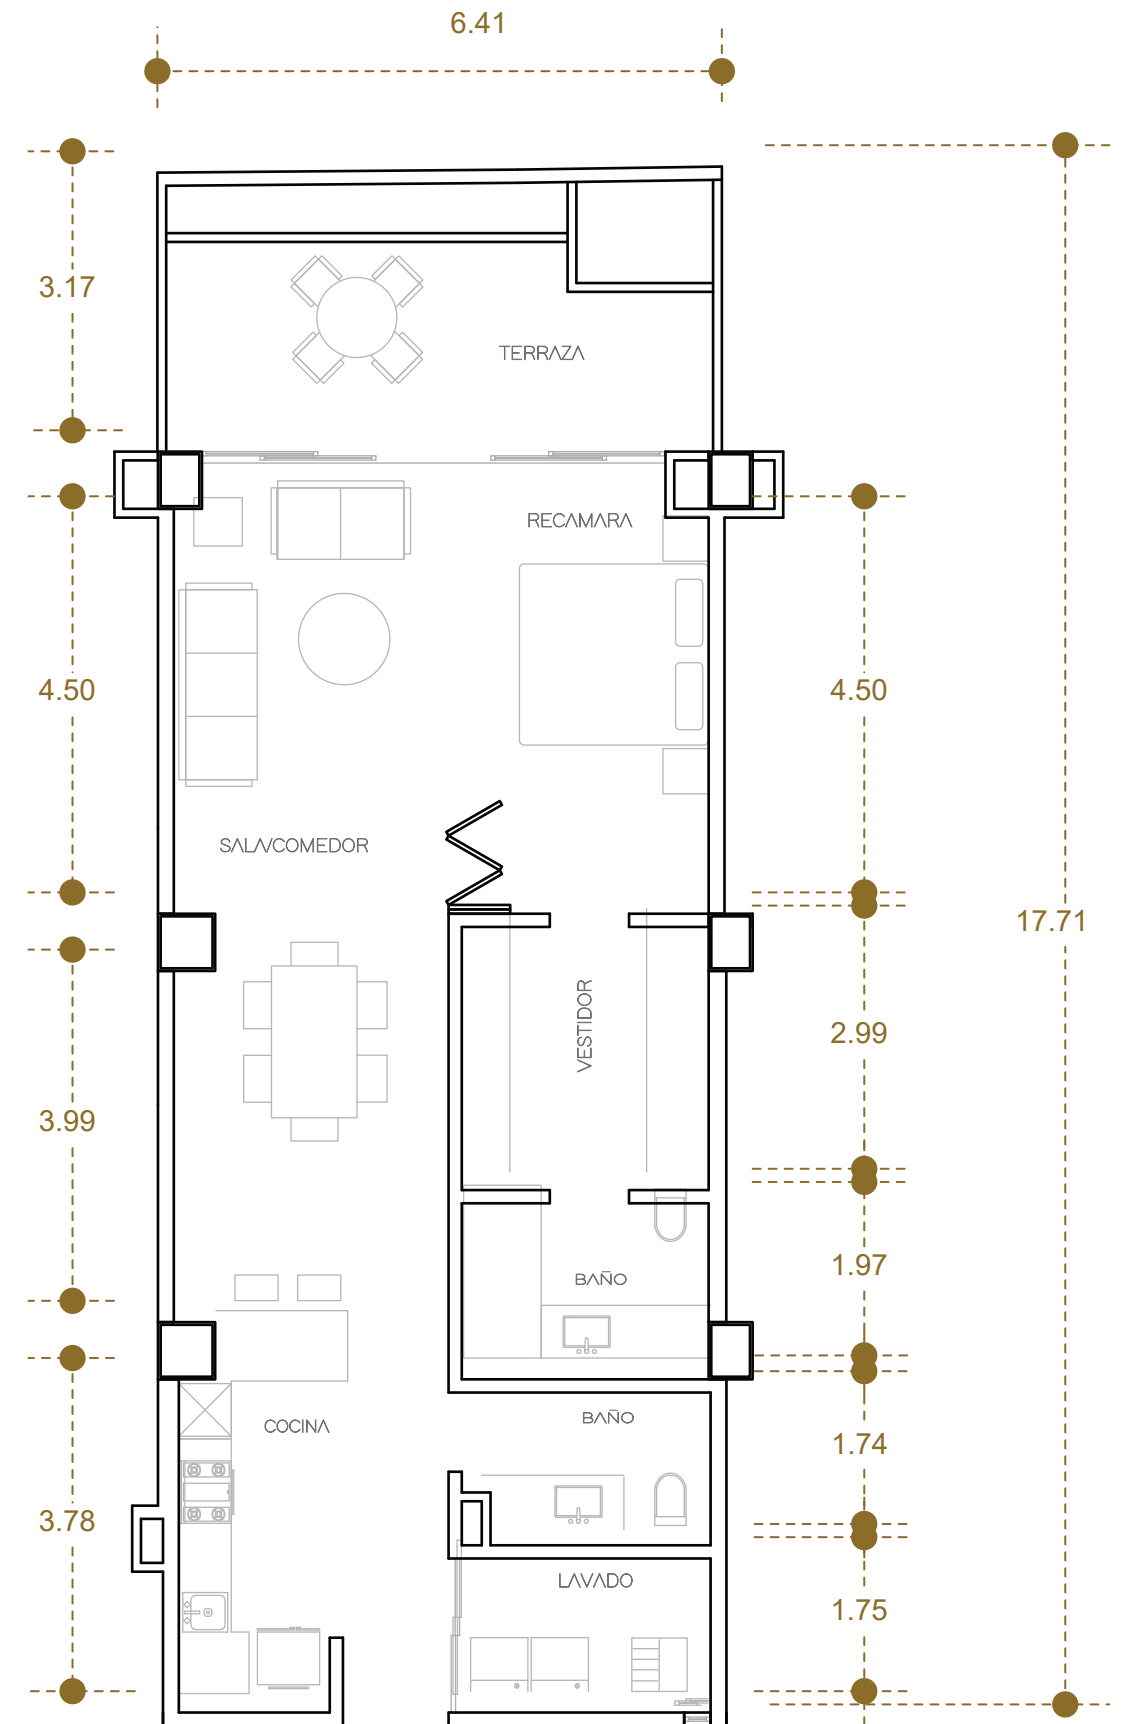 6.41
3.17
TERRAZA
RECAMARA
4.50
4.50
SALA/COMEDOR
17.71
VESTIDOR
2.99
3.99
1.97
BAÑO
BAÑO
COCINA
1.74
3.78
LAVADO
1.75